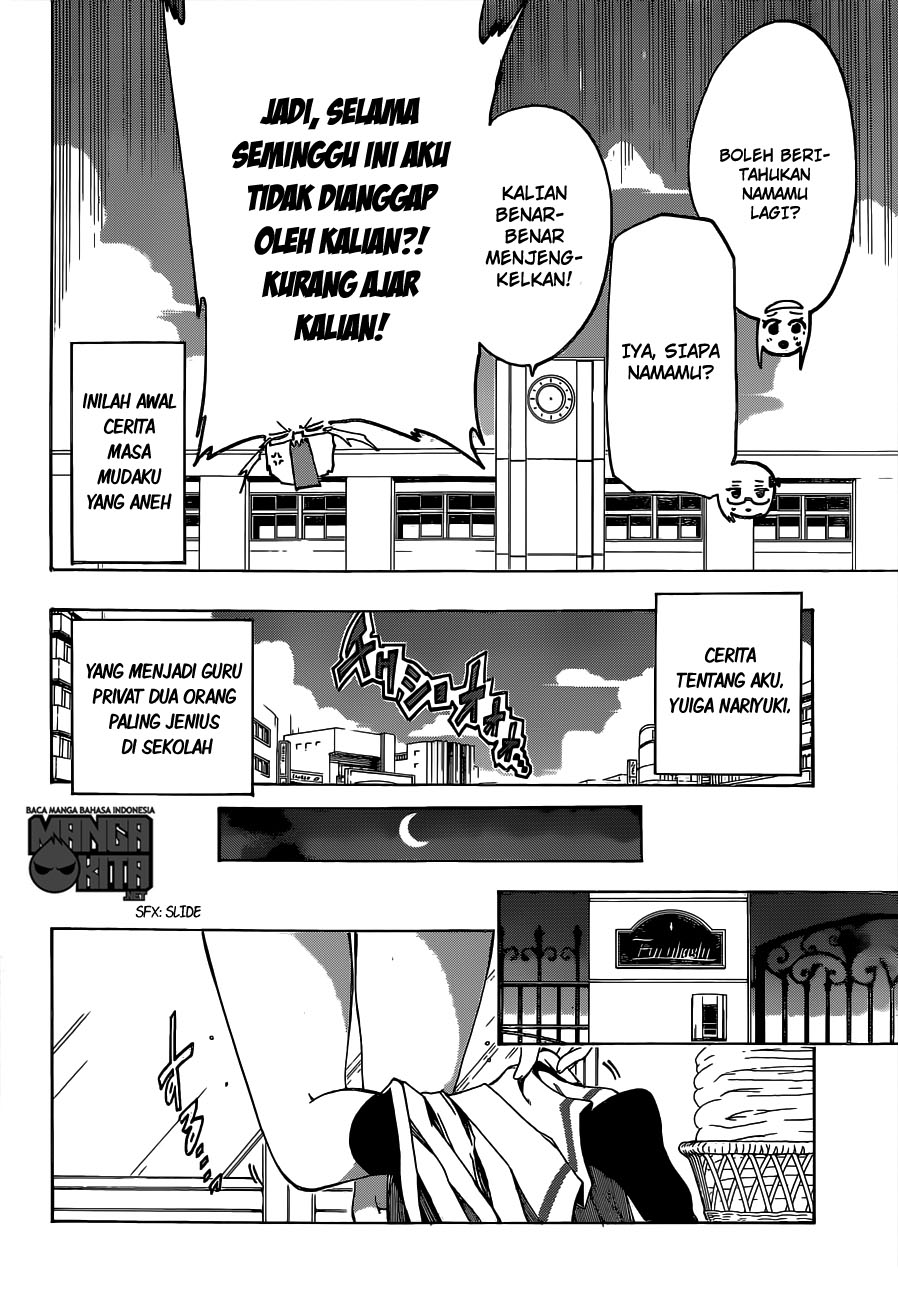 BOLEH BERI-
TAHUKAN
NAMAMU
LAGI?
IYA, SIAPA
NAMAMU?
KALIAN
BENAR-
BENAR
MENJENG-
KELKAN!
JADI, SELAMA
SEMINGGU INI AKU
TIDAK DIANGGAP
OLEH KALIAN?!
KURANG AJAR
KALIAN!
INILAH AWAL
CERITA
MASA
MUDAKU
YANG ANEH
CERITA
TENTANG AKU,
YUIGA NARIYUKI,
YANG MENJADI GURU
PRIVAT DUA ORANG
PALING JENIUS
DI SEKOLAH
BACA MANGA BAHASA INDONESIA
MANGA
KITA
.NET
SFX: SLIDE
Furuhashi